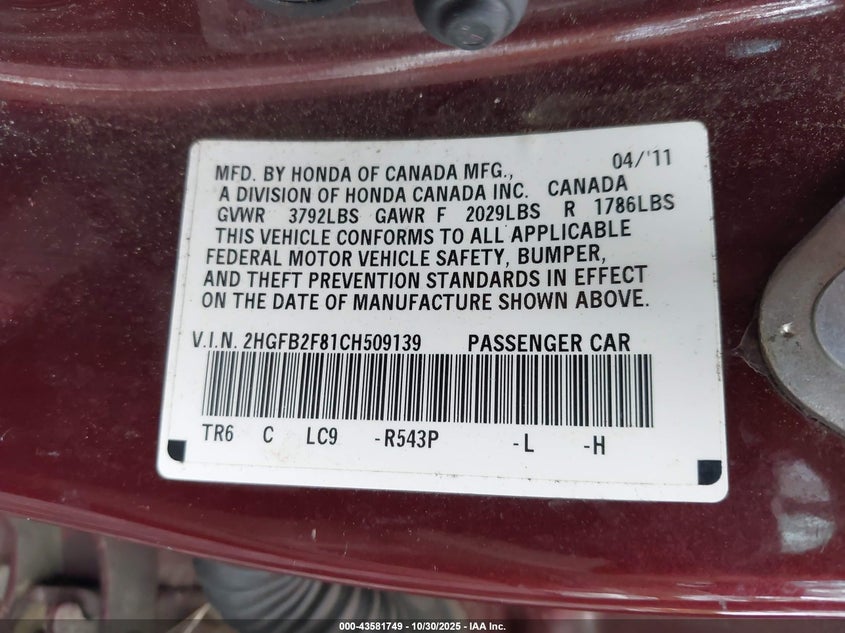 MFD. BY HONDA OF CANADA MFG., 04/'11
A DIVISION OF HONDA CANADA INC. CANADA
GVWR 3792LBS GAWR F 2029LBS R 1786LBS
THIS VEHICLE CONFORMS TO ALL APPLICABLE
FEDERAL MOTOR VEHICLE SAFETY, BUMPER,
AND THEFT PREVENTION STANDARDS IN EFFECT
ON THE DATE OF MANUFACTURE SHOWN ABOVE.
V.I.N. 2HGFB2F81CH509139 PASSENGER CAR
TR6 C LC9 -R543P -L -H
000-43581749 - 10/30/2025 - IAA Inc.